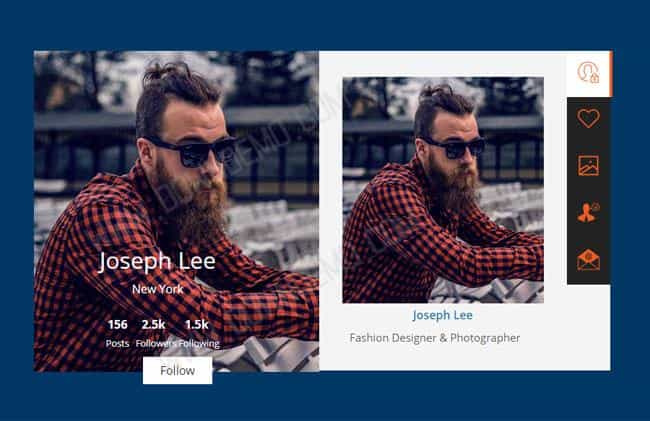 Joseph Lee
New York
156 2.5k 1.5k
Posts Followers Following
Follow
Joseph Lee
Fashion Designer & Photographer